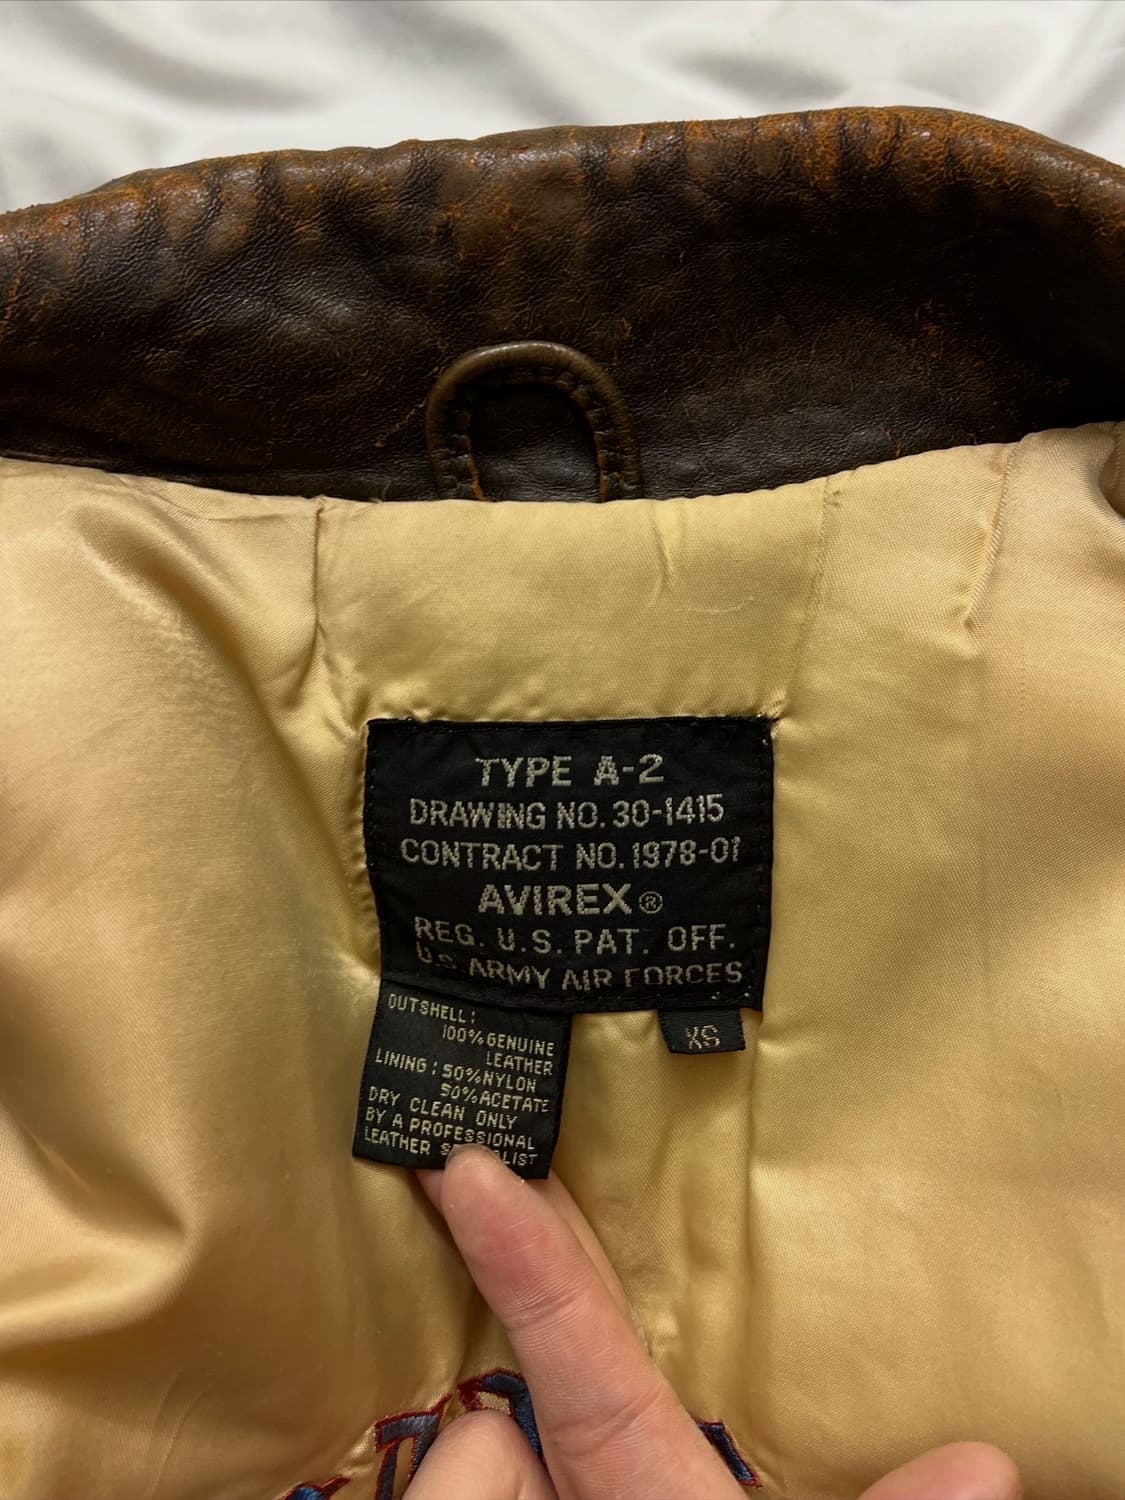 TYPE A-2
DRAWING NO. 30-1415
CONTRACT NO. 1978-01
AVIREX ®
REG. U.S. PAT. OFF.
U.S ARMY AIR FORCES
XS
OUTSHELL:
100% GENUINE
LEATHER
LINING: 50% NYLON
50% ACETATE
DRY CLEAN ONLY
BY A PROFESSIONAL
LEATHER